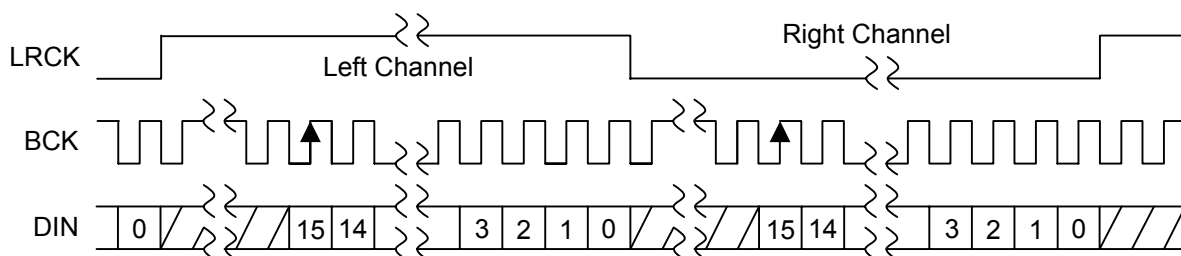 LRCK
Left Channel
Right Channel
BCK
DIN
0 15 14 3 2 1 0 15 14 3 2 1 0